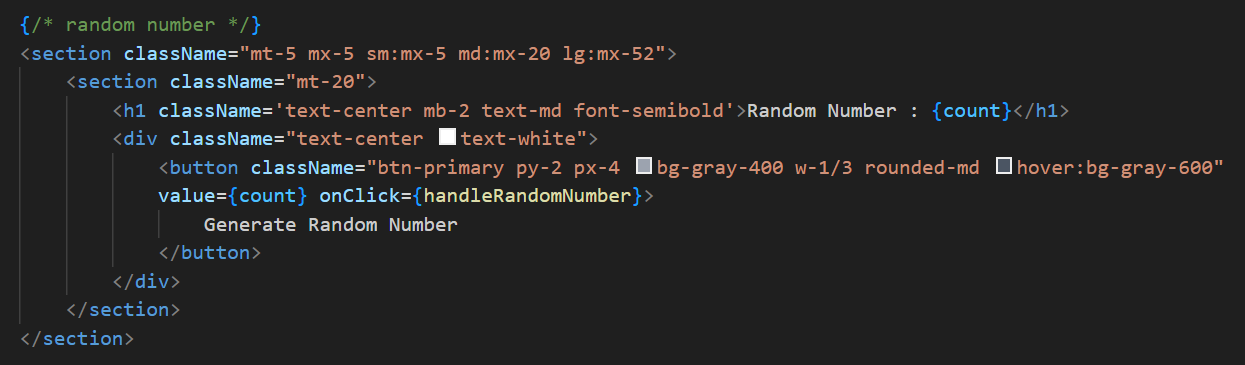 {/* random number */}
<section className="mt-5 mx-5 sm:mx-5 md:mx-20 lg:mx-52">
    <section className="mt-20">
        <h1 className='text-center mb-2 text-md font-semibold'>Random Number : {count}</h1>
        <div className="text-center text-white">
            <button className="btn-primary py-2 px-4 bg-gray-400 w-1/3 rounded-md hover:bg-gray-600"
            value={count} onClick={handleRandomNumber}>
                Generate Random Number
            </button>
        </div>
    </section>
</section>